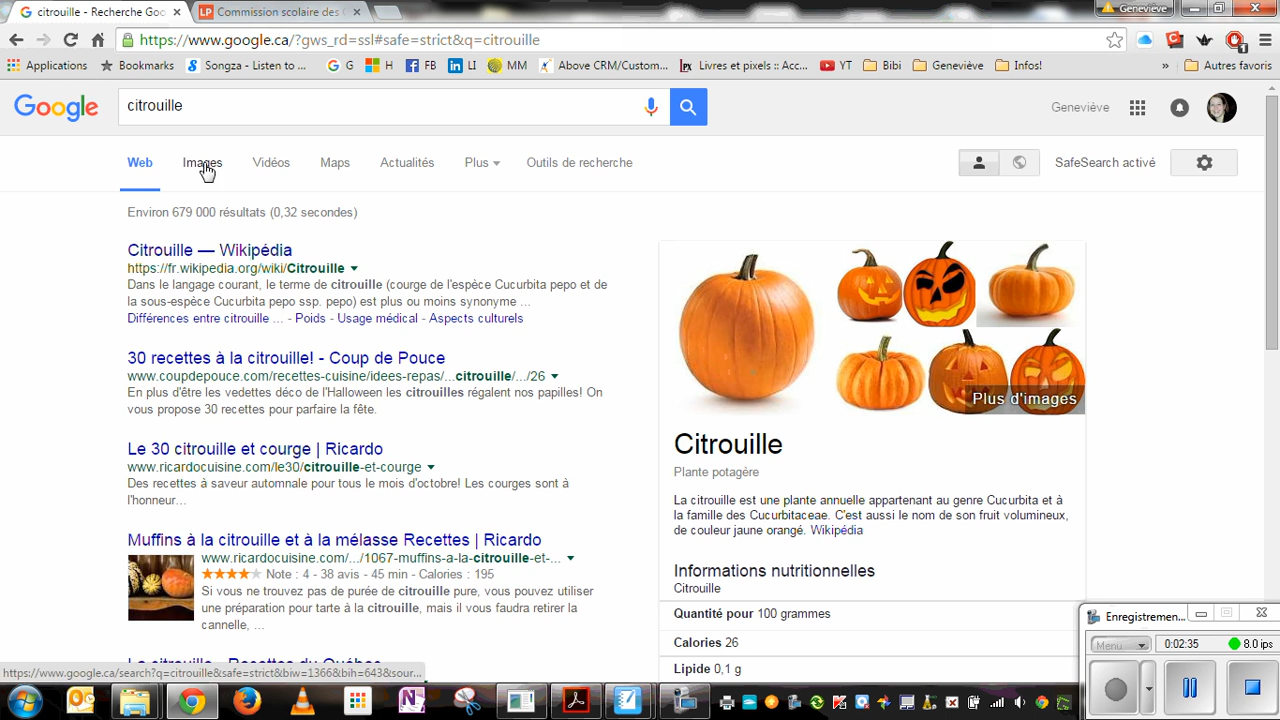 citrouille - Recherche Goo
Commission scolaire des
Geneviève
https://www.google.ca/?gws_rd=ssl#safe=strict&q=citrouille
Applications
Bookmarks
Songza - Listen to ...
G
H
FB
LI
MM
Above CRM/Custom...
Livres et pixels :: Acc...
YT
Bibi
Geneviève
Infos!
»
Autres favoris
Google
citrouille
Geneviève
Web
Images
Vidéos
Maps
Actualités
Plus
Outils de recherche
SafeSearch activé
Environ 679 000 résultats (0,32 secondes)
Citrouille — Wikipédia
https://fr.wikipedia.org/wiki/Citrouille
Dans le langage courant, le terme de citrouille (courge de l'espèce Cucurbita pepo et de
la sous-espèce Cucurbita pepo ssp. pepo) est plus ou moins synonyme ...
Différences entre citrouille ... - Poids - Usage médical - Aspects culturels
30 recettes à la citrouille! - Coup de Pouce
www.coupdepouce.com/recettes-cuisine/idees-repas/...citrouille/.../26
En plus d'être les vedettes déco de l'Halloween les citrouilles régalent nos papilles! On
vous propose 30 recettes pour parfaire la fête.
Le 30 citrouille et courge | Ricardo
www.ricardocuisine.com/le30/citrouille-et-courge
Des recettes à saveur automnale pour tous le mois d'octobre! Les courges sont à
l'honneur...
Muffins à la citrouille et à la mélasse Recettes | Ricardo
www.ricardocuisine.com/.../1067-muffins-a-la-citrouille-et-...
Note : 4 - 38 avis - 45 min - Calories : 195
Si vous ne trouvez pas de purée de citrouille pure, vous pouvez utiliser
une préparation pour tarte à la citrouille, mais il vous faudra retirer la
cannelle, ...
La citrouille - Recettes du Québec
https://www.google.ca/search?q=citrouille&safe=strict&biw=1366&bih=643&sour...
Plus d'images
Citrouille
Plante potagère
La citrouille est une plante annuelle appartenant au genre Cucurbita et à
la famille des Cucurbitaceae. C'est aussi le nom de son fruit volumineux,
de couleur jaune orangé. Wikipédia
Informations nutritionnelles
Citrouille
Quantité pour 100 grammes
Calories 26
Lipide 0,1 g
Enregistremen...
Menu
0:02:35
8.0 ips